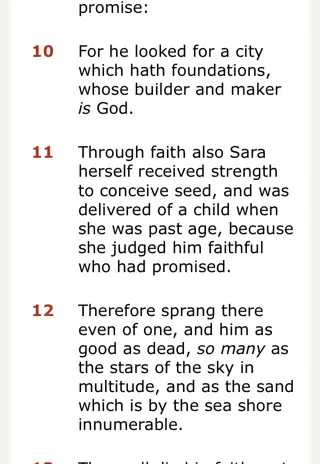 promise:
10 For he looked for a city
which hath foundations,
whose builder and maker
is God.
11 Through faith also Sara
herself received strength
to conceive seed, and was
delivered of a child when
she was past age, because
she judged him faithful
who had promised.
12 Therefore sprang there
even of one, and him as
good as dead, so many as
the stars of the sky in
multitude, and as the sand
which is by the sea shore
innumerable.